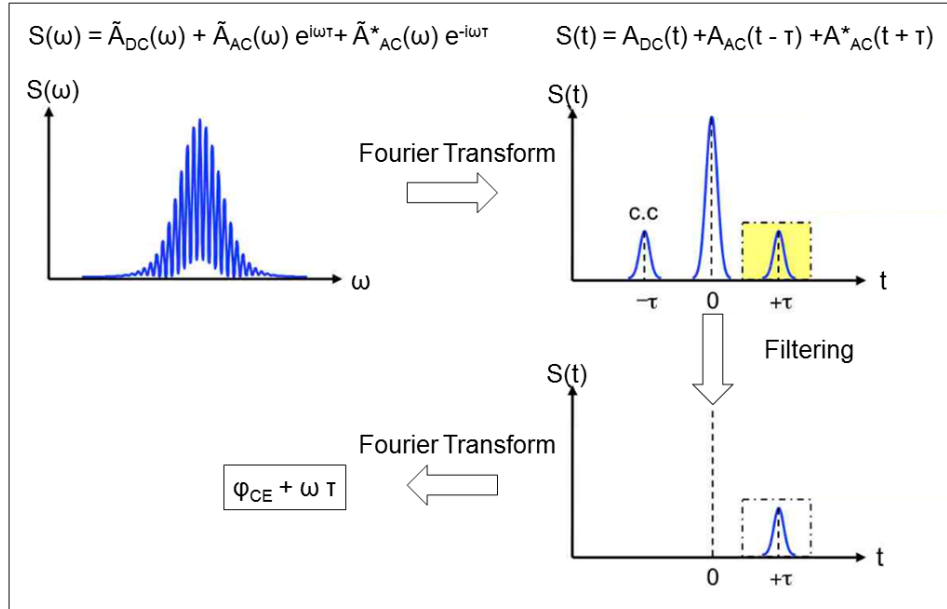 S(ω) = Ã_DC(ω) + Ã_AC(ω) e^iωτ + Ã*_AC(ω) e^-iωτ
S(t) = A_DC(t) +A_AC(t - τ) +A*_AC(t + τ)
S(ω)
ω
Fourier Transform
S(t)
c.c
−τ
0
+τ
t
Filtering
S(t)
0
+τ
t
Fourier Transform
φ_CE + ω τ